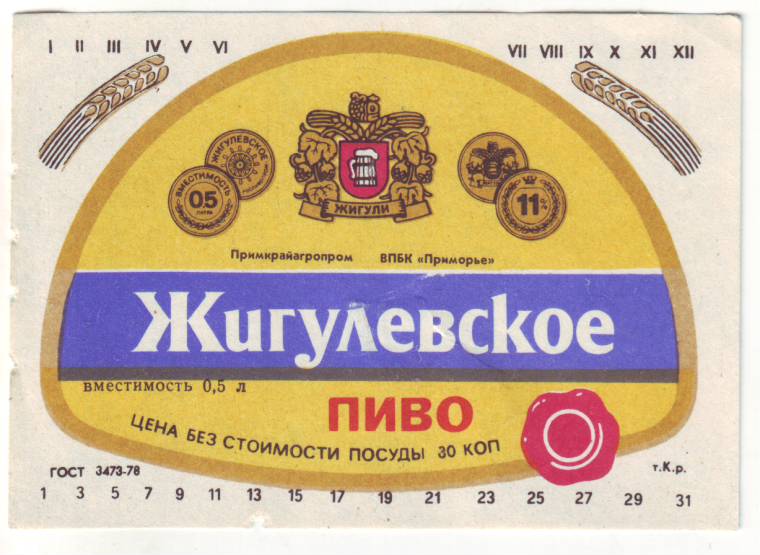 I II III IV V VI VII VIII IX X XI XII
ЖИГУЛЕВСКОЕ
ВМЕСТИМОСТЬ
0,5
ЛИТРА
11%
ЖИГУЛИ
Примкрайагропром ВПБК «Приморье»
Жигулевское
вместимость 0,5 л
ПИВО
ЦЕНА БЕЗ СТОИМОСТИ ПОСУДЫ 30 КОП
ГОСТ 3473-78
т.К.р.
1 3 5 7 9 11 13 15 17 19 21 23 25 27 29 31